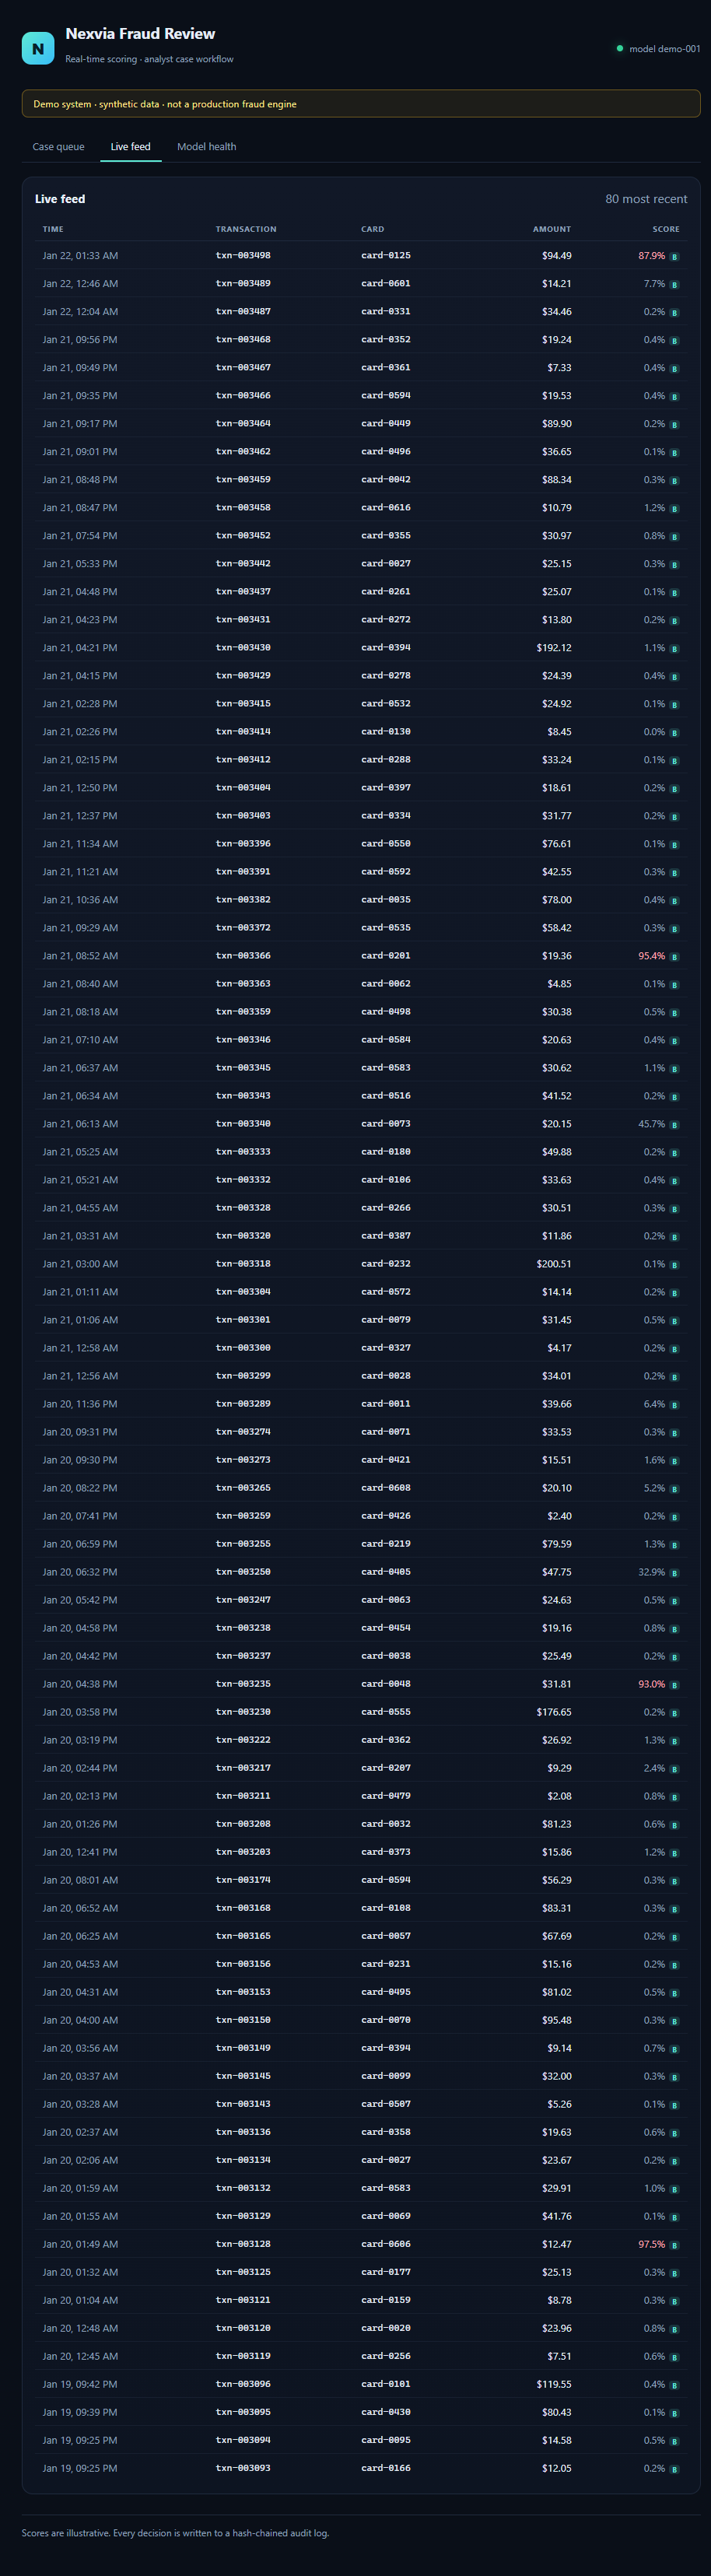 N
Nexvia Fraud Review
Real-time scoring · analyst case workflow
model demo-001
Demo system · synthetic data · not a production fraud engine
Case queue Live feed Model health
Live feed 80 most recent
TIME TRANSACTION CARD AMOUNT SCORE
Jan 22, 01:33 AM txn-003498 card-0125 $94.49 87.9% B
Jan 22, 12:46 AM txn-003489 card-0601 $14.21 7.7% B
Jan 22, 12:04 AM txn-003487 card-0331 $34.46 0.2% B
Jan 21, 09:56 PM txn-003468 card-0352 $19.24 0.4% B
Jan 21, 09:49 PM txn-003467 card-0361 $7.33 0.4% B
Jan 21, 09:35 PM txn-003466 card-0594 $19.53 0.4% B
Jan 21, 09:17 PM txn-003464 card-0449 $89.90 0.2% B
Jan 21, 09:01 PM txn-003462 card-0496 $36.65 0.1% B
Jan 21, 08:48 PM txn-003459 card-0042 $88.34 0.3% B
Jan 21, 08:47 PM txn-003458 card-0616 $10.79 1.2% B
Jan 21, 07:54 PM txn-003452 card-0355 $30.97 0.8% B
Jan 21, 05:33 PM txn-003442 card-0027 $25.15 0.3% B
Jan 21, 04:48 PM txn-003437 card-0261 $25.07 0.1% B
Jan 21, 04:23 PM txn-003431 card-0272 $13.80 0.2% B
Jan 21, 04:21 PM txn-003430 card-0394 $192.12 1.1% B
Jan 21, 04:15 PM txn-003429 card-0278 $24.39 0.4% B
Jan 21, 02:28 PM txn-003415 card-0532 $24.92 0.1% B
Jan 21, 02:26 PM txn-003414 card-0130 $8.45 0.0% B
Jan 21, 02:15 PM txn-003412 card-0288 $33.24 0.1% B
Jan 21, 12:50 PM txn-003404 card-0397 $18.61 0.2% B
Jan 21, 12:37 PM txn-003403 card-0334 $31.77 0.2% B
Jan 21, 11:34 AM txn-003396 card-0550 $76.61 0.1% B
Jan 21, 11:21 AM txn-003391 card-0592 $42.55 0.3% B
Jan 21, 10:36 AM txn-003382 card-0035 $78.00 0.4% B
Jan 21, 09:29 AM txn-003372 card-0535 $58.42 0.3% B
Jan 21, 08:52 AM txn-003366 card-0201 $19.36 95.4% B
Jan 21, 08:40 AM txn-003363 card-0062 $4.85 0.1% B
Jan 21, 08:18 AM txn-003359 card-0498 $30.38 0.5% B
Jan 21, 07:10 AM txn-003346 card-0584 $20.63 0.4% B
Jan 21, 06:37 AM txn-003345 card-0583 $30.62 1.1% B
Jan 21, 06:34 AM txn-003343 card-0516 $41.52 0.2% B
Jan 21, 06:13 AM txn-003340 card-0073 $20.15 45.7% B
Jan 21, 05:25 AM txn-003333 card-0180 $49.88 0.2% B
Jan 21, 05:21 AM txn-003332 card-0106 $33.63 0.4% B
Jan 21, 04:55 AM txn-003328 card-0266 $30.51 0.3% B
Jan 21, 03:31 AM txn-003320 card-0387 $11.86 0.2% B
Jan 21, 03:00 AM txn-003318 card-0232 $200.51 0.1% B
Jan 21, 01:11 AM txn-003304 card-0572 $14.14 0.2% B
Jan 21, 01:06 AM txn-003301 card-0079 $31.45 0.5% B
Jan 21, 12:58 AM txn-003300 card-0327 $4.17 0.2% B
Jan 21, 12:56 AM txn-003299 card-0028 $34.01 0.2% B
Jan 20, 11:36 PM txn-003289 card-0011 $39.66 6.4% B
Jan 20, 09:31 PM txn-003274 card-0071 $33.53 0.3% B
Jan 20, 09:30 PM txn-003273 card-0421 $15.51 1.6% B
Jan 20, 08:22 PM txn-003265 card-0608 $20.10 5.2% B
Jan 20, 07:41 PM txn-003259 card-0426 $2.40 0.2% B
Jan 20, 06:59 PM txn-003255 card-0219 $79.59 1.3% B
Jan 20, 06:32 PM txn-003250 card-0405 $47.75 32.9% B
Jan 20, 05:42 PM txn-003247 card-0063 $24.63 0.5% B
Jan 20, 04:58 PM txn-003238 card-0454 $19.16 0.8% B
Jan 20, 04:42 PM txn-003237 card-0038 $25.49 0.2% B
Jan 20, 04:38 PM txn-003235 card-0048 $31.81 93.0% B
Jan 20, 03:58 PM txn-003230 card-0555 $176.65 0.2% B
Jan 20, 03:19 PM txn-003222 card-0362 $26.92 1.3% B
Jan 20, 02:44 PM txn-003217 card-0207 $9.29 2.4% B
Jan 20, 02:13 PM txn-003211 card-0479 $2.08 0.8% B
Jan 20, 01:26 PM txn-003208 card-0032 $81.23 0.6% B
Jan 20, 12:41 PM txn-003203 card-0373 $15.86 1.2% B
Jan 20, 08:01 AM txn-003174 card-0594 $56.29 0.3% B
Jan 20, 06:52 AM txn-003168 card-0108 $83.31 0.3% B
Jan 20, 06:25 AM txn-003165 card-0057 $67.69 0.2% B
Jan 20, 04:53 AM txn-003156 card-0231 $15.16 0.2% B
Jan 20, 04:31 AM txn-003153 card-0495 $81.02 0.5% B
Jan 20, 04:00 AM txn-003150 card-0070 $95.48 0.3% B
Jan 20, 03:56 AM txn-003149 card-0394 $9.14 0.7% B
Jan 20, 03:37 AM txn-003145 card-0099 $32.00 0.3% B
Jan 20, 03:28 AM txn-003143 card-0507 $5.26 0.1% B
Jan 20, 02:37 AM txn-003136 card-0358 $19.63 0.6% B
Jan 20, 02:06 AM txn-003134 card-0027 $23.67 0.2% B
Jan 20, 01:59 AM txn-003132 card-0583 $29.91 1.0% B
Jan 20, 01:55 AM txn-003129 card-0069 $41.76 0.1% B
Jan 20, 01:49 AM txn-003128 card-0606 $12.47 97.5% B
Jan 20, 01:32 AM txn-003125 card-0177 $25.13 0.3% B
Jan 20, 01:04 AM txn-003121 card-0159 $8.78 0.3% B
Jan 20, 12:48 AM txn-003120 card-0020 $23.96 0.8% B
Jan 20, 12:45 AM txn-003119 card-0256 $7.51 0.6% B
Jan 19, 09:42 PM txn-003096 card-0101 $119.55 0.4% B
Jan 19, 09:39 PM txn-003095 card-0430 $80.43 0.1% B
Jan 19, 09:25 PM txn-003094 card-0095 $14.58 0.5% B
Jan 19, 09:25 PM txn-003093 card-0166 $12.05 0.2% B
Scores are illustrative. Every decision is written to a hash-chained audit log.